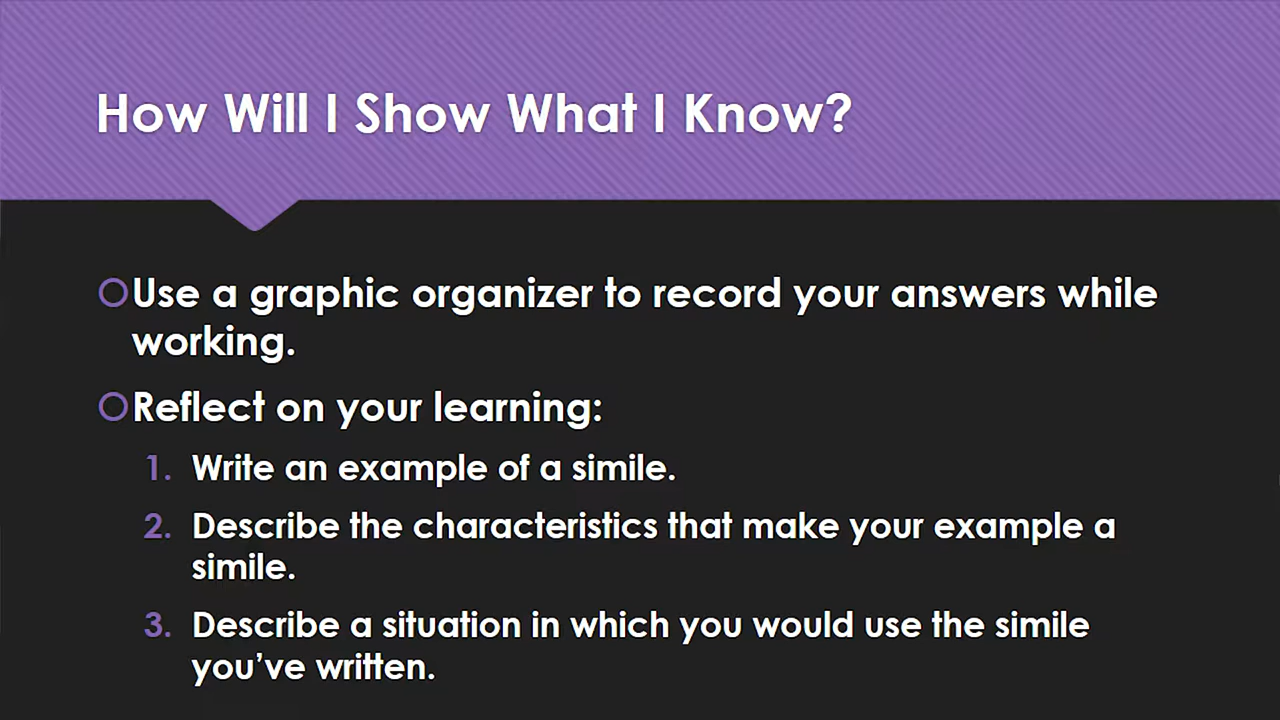 How Will I Show What I Know?
Use a graphic organizer to record your answers while
working.
Reflect on your learning:
1. Write an example of a simile.
2. Describe the characteristics that make your example a
simile.
3. Describe a situation in which you would use the simile
you’ve written.